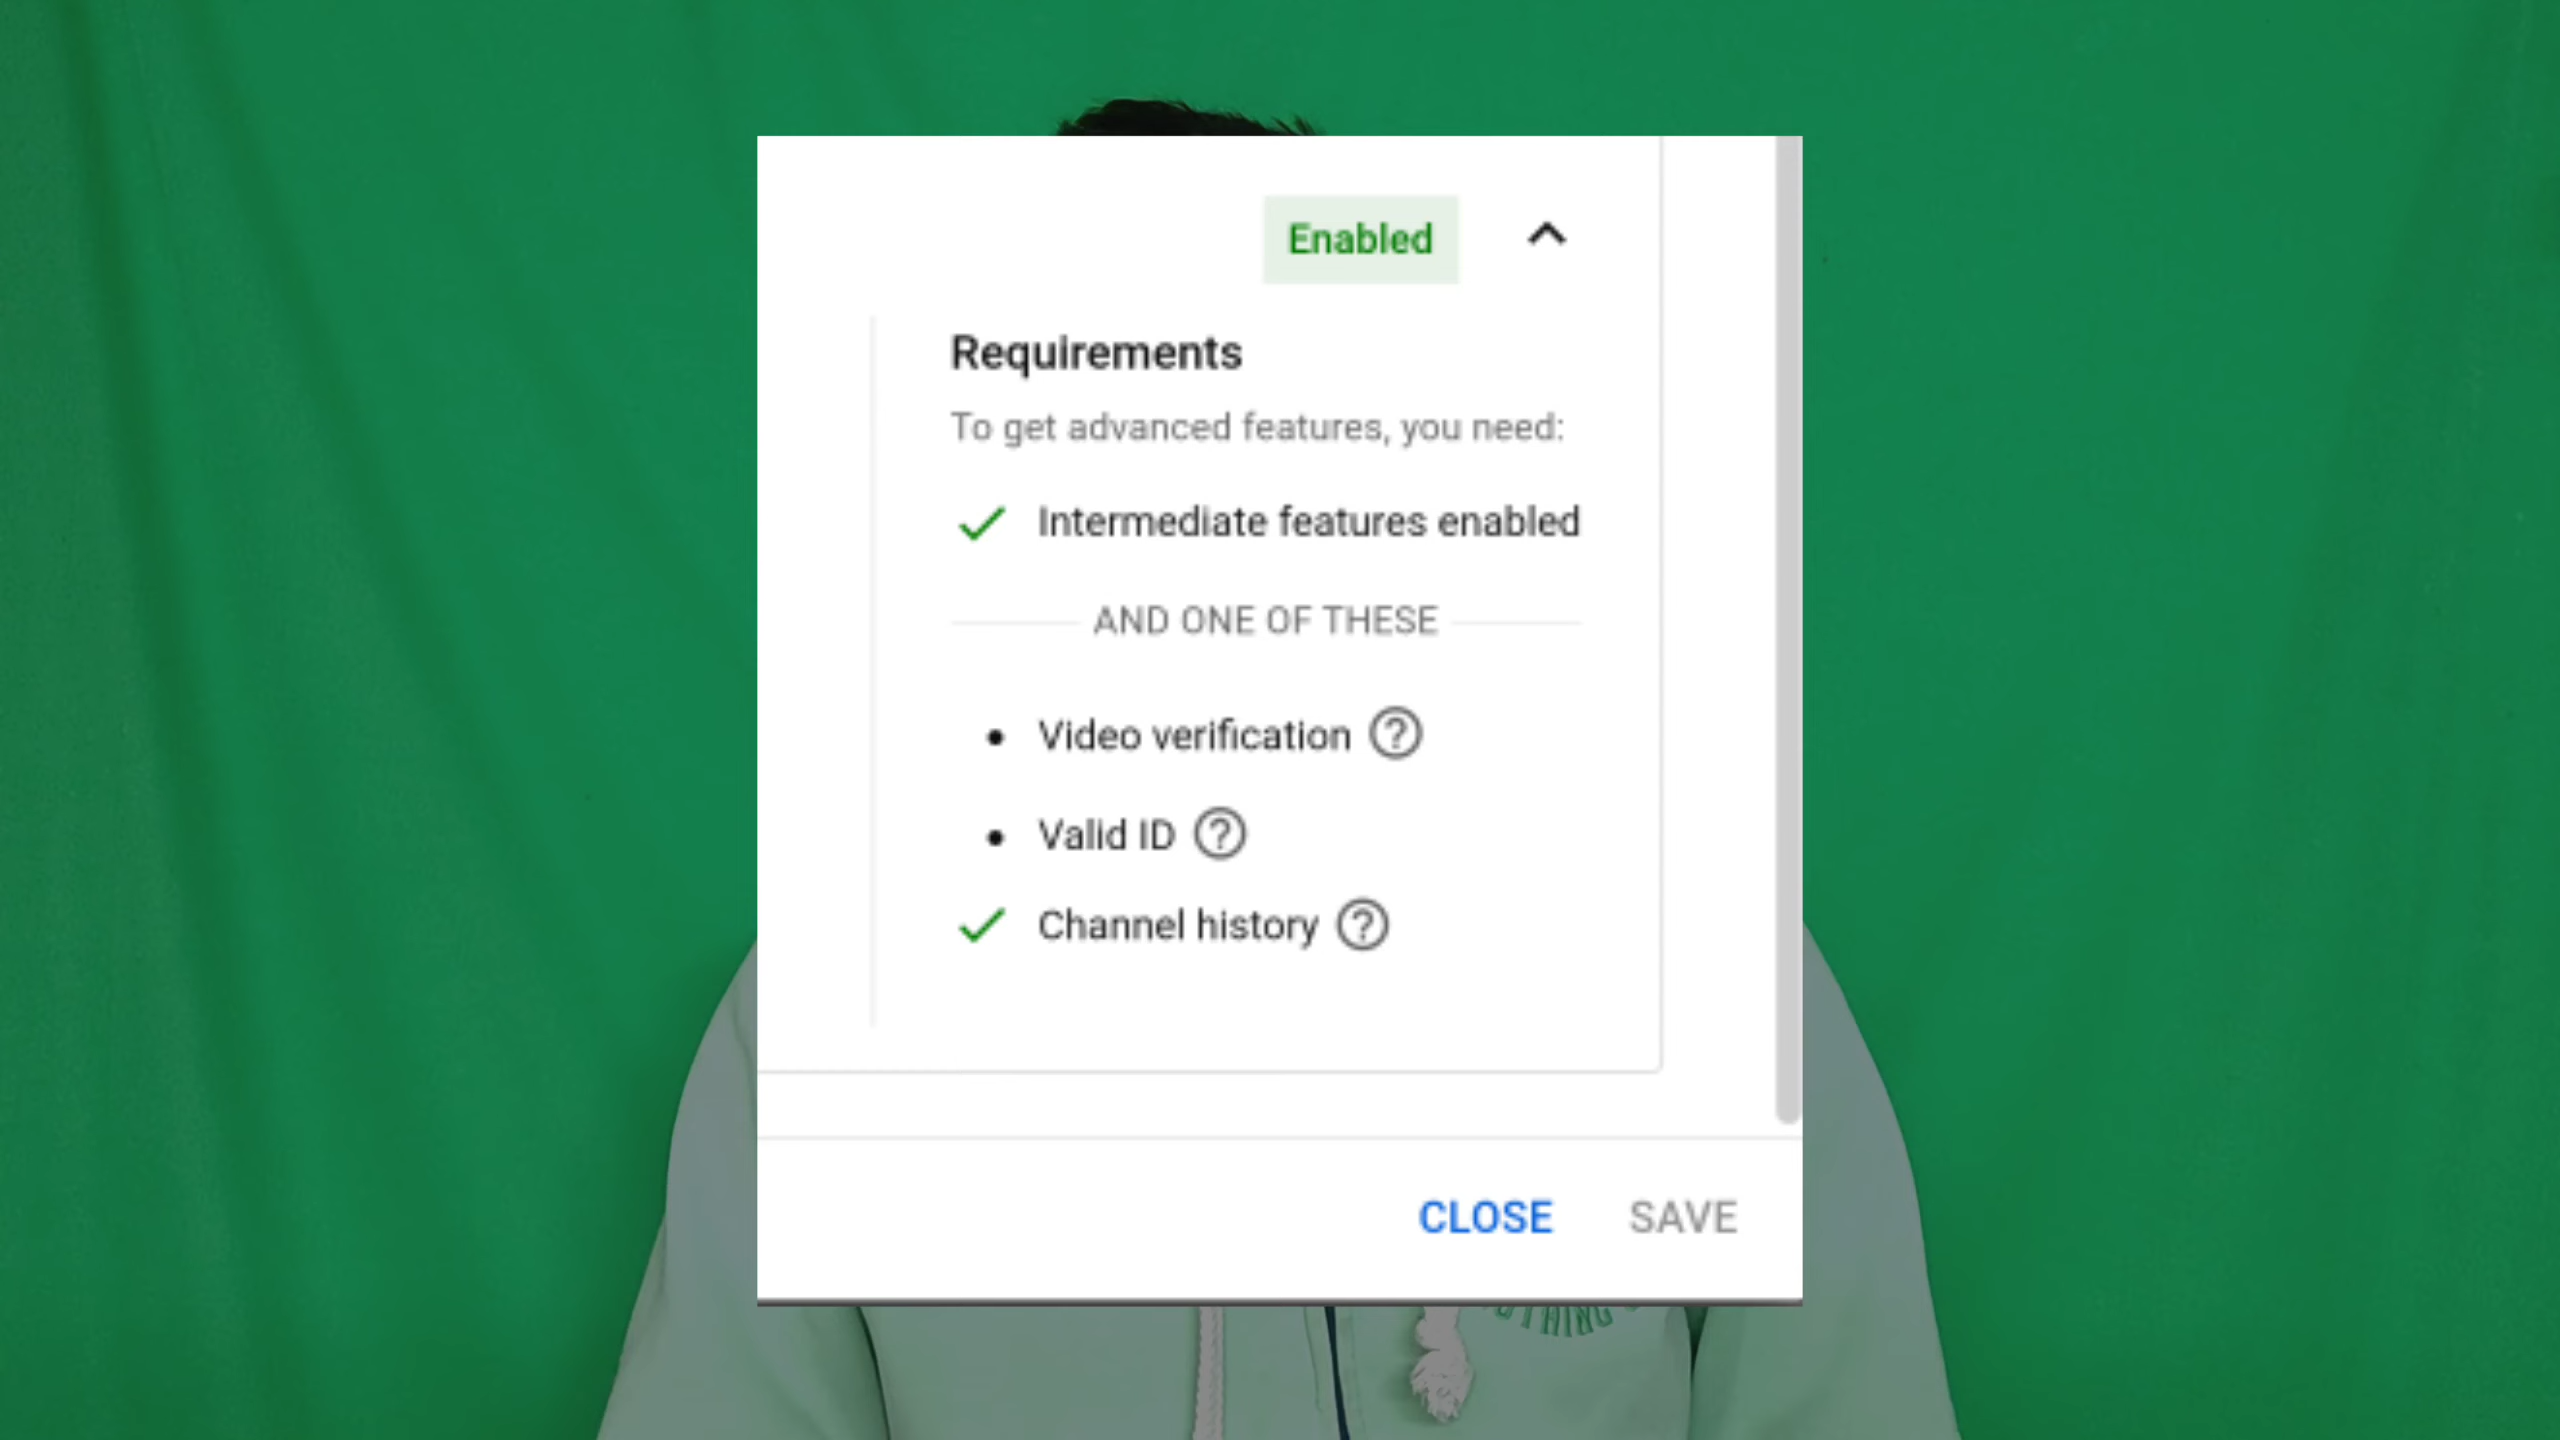 Enabled
Requirements
To get advanced features, you need:
Intermediate features enabled
AND ONE OF THESE
Video verification
Valid ID
Channel history
CLOSE SAVE